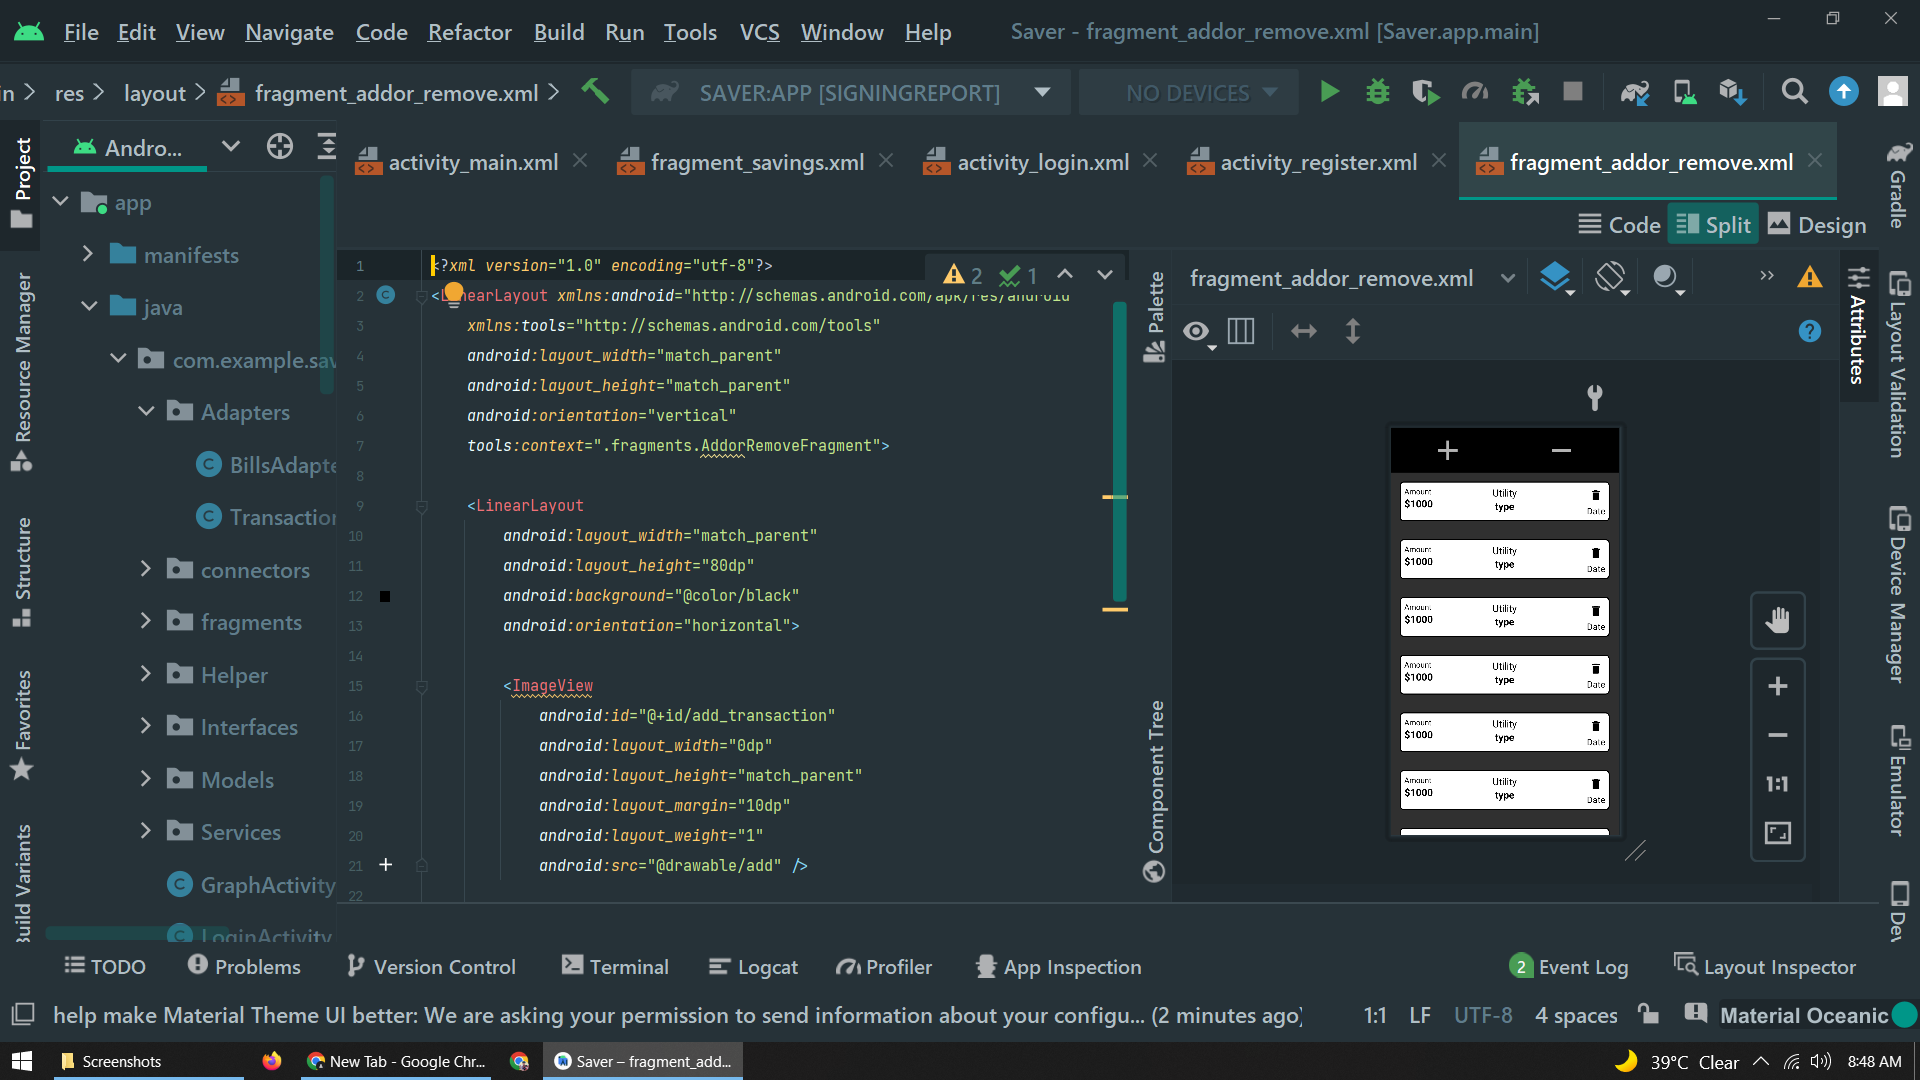 File Edit View Navigate Code Refactor Build Run Tools VCS Window Help Saver - fragment_addor_remove.xml [Saver.app.main]
in res layout fragment_addor_remove.xml SAVER:APP [SIGNINGREPORT] NO DEVICES
Andro... activity_main.xml fragment_savings.xml activity_login.xml activity_register.xml fragment_addor_remove.xml
Code Split Design
Project
Resource Manager
Structure
Favorites
Build Variants
app
manifests
java
com.example.sav
Adapters
BillsAdapte
Transaction
connectors
fragments
Helper
Interfaces
Models
Services
GraphActivity
LoginActivity
2 1
1 <?xml version="1.0" encoding="utf-8"?>
2 <LinearLayout xmlns:android="http://schemas.android.com/apk/res/android
3 xmlns:tools="http://schemas.android.com/tools"
4 android:layout_width="match_parent"
5 android:layout_height="match_parent"
6 android:orientation="vertical"
7 tools:context=".fragments.AddorRemoveFragment">
8
9 <LinearLayout
10 android:layout_width="match_parent"
11 android:layout_height="80dp"
12 android:background="@color/black"
13 android:orientation="horizontal">
14
15 <ImageView
16 android:id="@+id/add_transaction"
17 android:layout_width="0dp"
18 android:layout_height="match_parent"
19 android:layout_margin="10dp"
20 android:layout_weight="1"
21 android:src="@drawable/add" />
22
Palette
Component Tree
fragment_addor_remove.xml
Amount Utility
$1000 type Date
Amount Utility
$1000 type Date
Amount Utility
$1000 type Date
Amount Utility
$1000 type Date
Amount Utility
$1000 type Date
Amount Utility
$1000 type Date
1:1
Attributes
Gradle
Layout Validation
Device Manager
Emulator
Dev
TODO Problems Version Control Terminal Logcat Profiler App Inspection 2 Event Log Layout Inspector
help make Material Theme UI better: We are asking your permission to send information about your configu... (2 minutes ago) 1:1 LF UTF-8 4 spaces Material Oceanic
Screenshots New Tab - Google Chr... Saver – fragment_add... 39°C Clear 8:48 AM